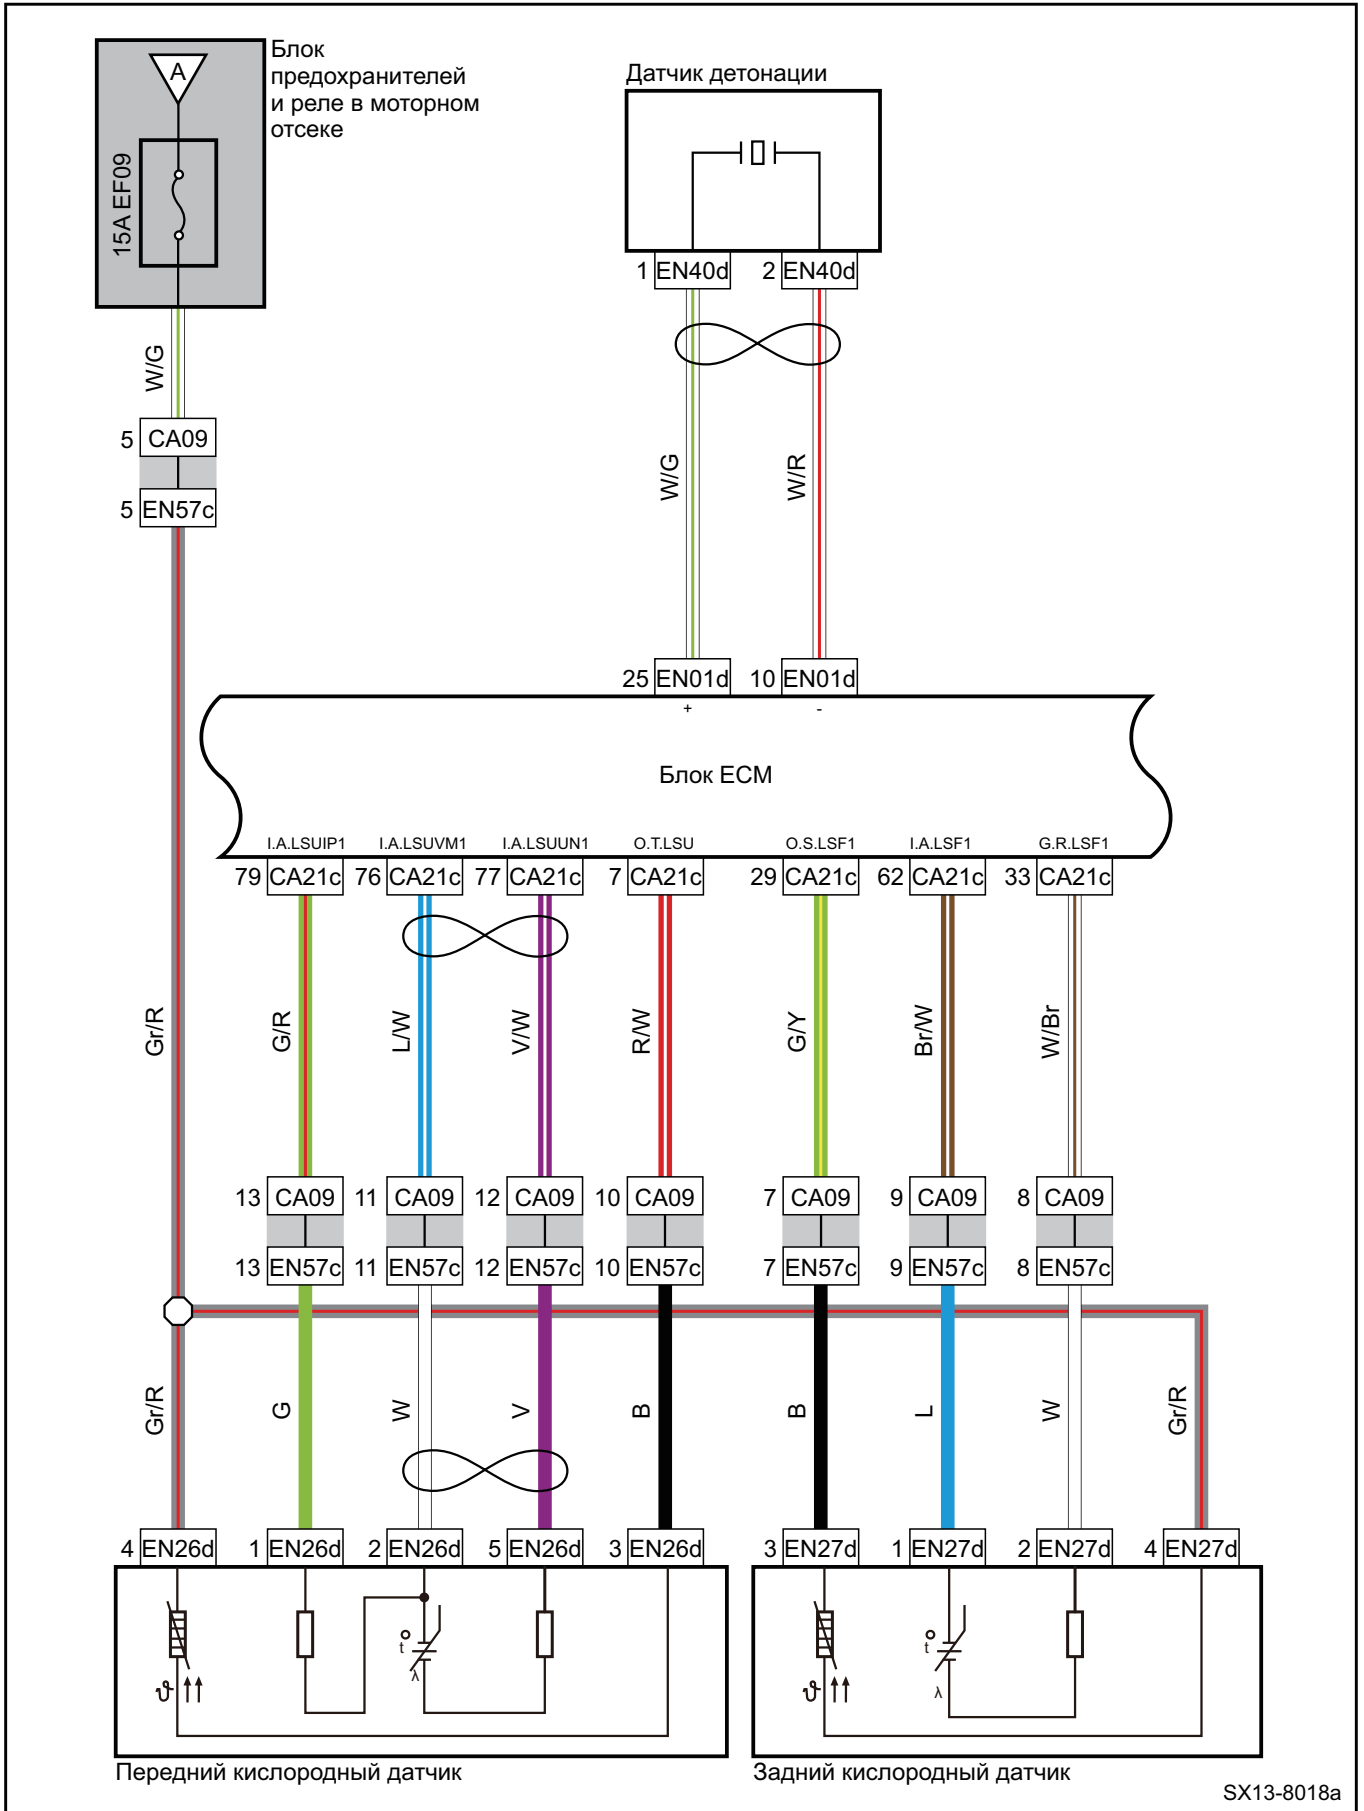 Блок
предохранителей
и реле в моторном
отсеке
A
15A EF09
Датчик детонации
1 EN40d 2 EN40d
W/G
W/G W/R
5 CA09
5 EN57c
25 EN01d 10 EN01d
+ -
Блок ECM
I.A.LSUIP1 I.A.LSUVM1 I.A.LSUUN1 O.T.LSU O.S.LSF1 I.A.LSF1 G.R.LSF1
79 CA21c 76 CA21c 77 CA21c 7 CA21c 29 CA21c 62 CA21c 33 CA21c
Gr/R G/R L/W V/W R/W G/Y Br/W W/Br
13 CA09 11 CA09 12 CA09 10 CA09 7 CA09 9 CA09 8 CA09
13 EN57c 11 EN57c 12 EN57c 10 EN57c 7 EN57c 9 EN57c 8 EN57c
Gr/R G W V B B L W Gr/R
4 EN26d 1 EN26d 2 EN26d 5 EN26d 3 EN26d 3 EN27d 1 EN27d 2 EN27d 4 EN27d
t t
λ λ
ϑ ϑ
Передний кислородный датчик
Задний кислородный датчик
SX13-8018a